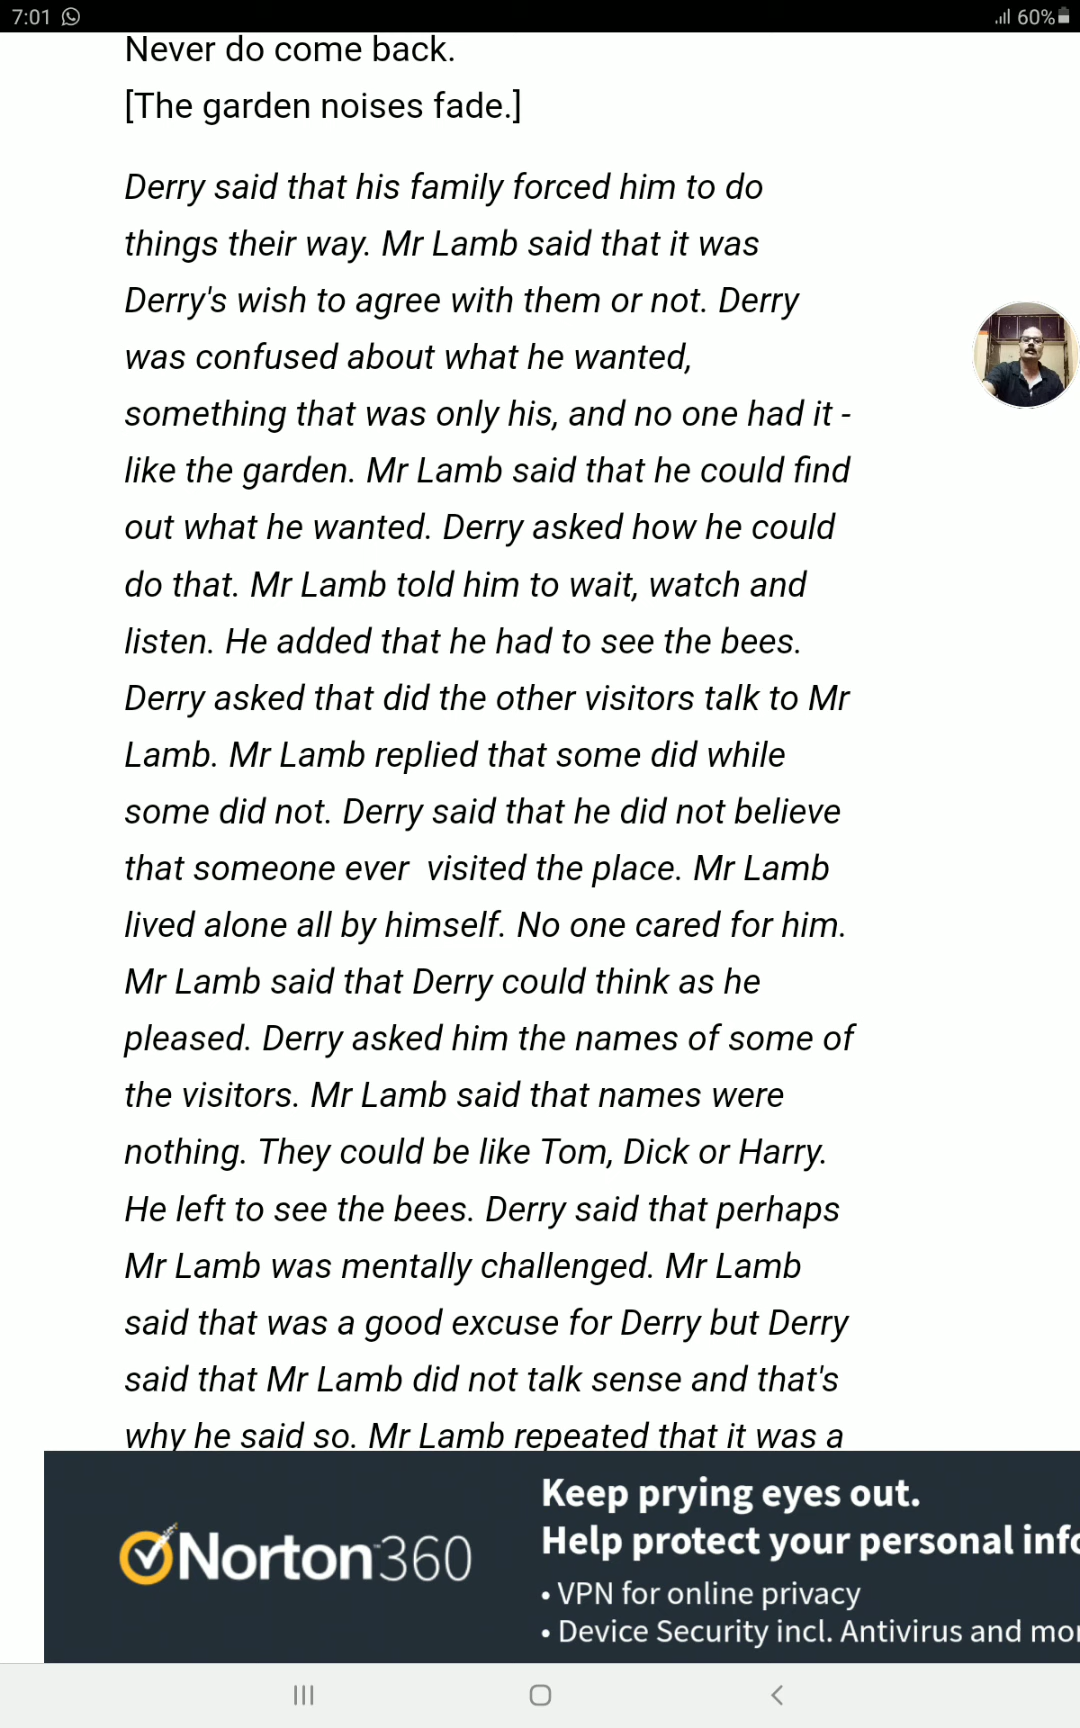 7:01
60%
Never do come back.
[The garden noises fade.]
Derry said that his family forced him to do
things their way. Mr Lamb said that it was
Derry's wish to agree with them or not. Derry
was confused about what he wanted,
something that was only his, and no one had it -
like the garden. Mr Lamb said that he could find
out what he wanted. Derry asked how he could
do that. Mr Lamb told him to wait, watch and
listen. He added that he had to see the bees.
Derry asked that did the other visitors talk to Mr
Lamb. Mr Lamb replied that some did while
some did not. Derry said that he did not believe
that someone ever  visited the place. Mr Lamb
lived alone all by himself. No one cared for him.
Mr Lamb said that Derry could think as he
pleased. Derry asked him the names of some of
the visitors. Mr Lamb said that names were
nothing. They could be like Tom, Dick or Harry.
He left to see the bees. Derry said that perhaps
Mr Lamb was mentally challenged. Mr Lamb
said that was a good excuse for Derry but Derry
said that Mr Lamb did not talk sense and that's
why he said so. Mr Lamb repeated that it was a
Norton 360
Keep prying eyes out.
Help protect your personal info
• VPN for online privacy
• Device Security incl. Antivirus and mor